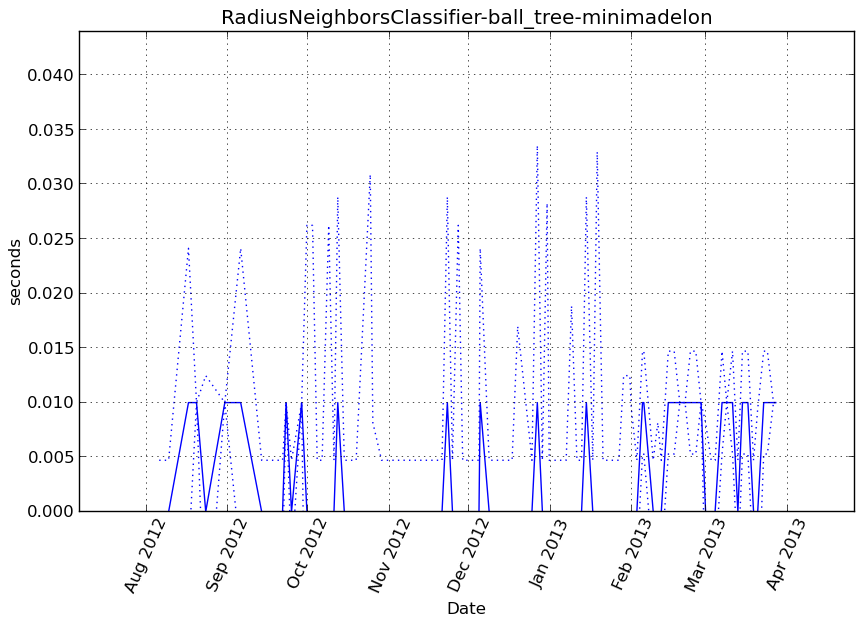 RadiusNeighborsClassifier-ball_tree-minimadelon
0.040
0.035
0.030
0.025
0.020
0.015
0.010
0.005
0.000
seconds
Aug 2012
Sep 2012
Oct 2012
Nov 2012
Dec 2012
Jan 2013
Feb 2013
Mar 2013
Apr 2013
Date